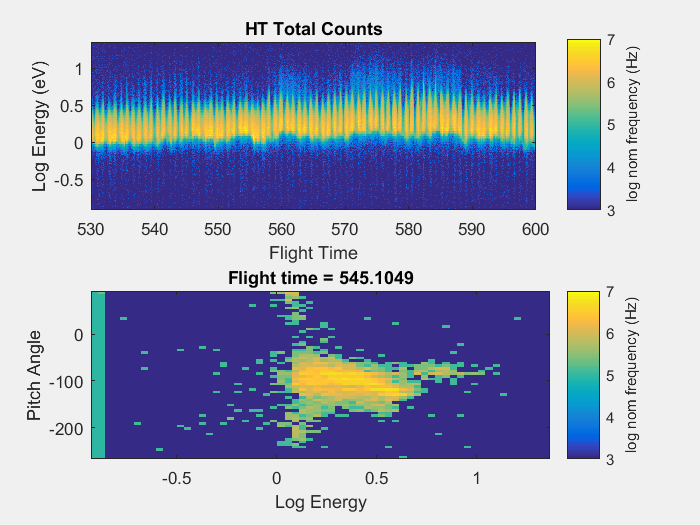 HT Total Counts
Log Energy (eV)
1
0.5
0
-0.5
530 540 550 560 570 580 590 600
Flight Time
7
6
5
4
3
log nom frequency (Hz)
Flight time = 545.1049
Pitch Angle
0
-100
-200
-0.5 0 0.5 1
Log Energy
7
6
5
4
3
log nom frequency (Hz)